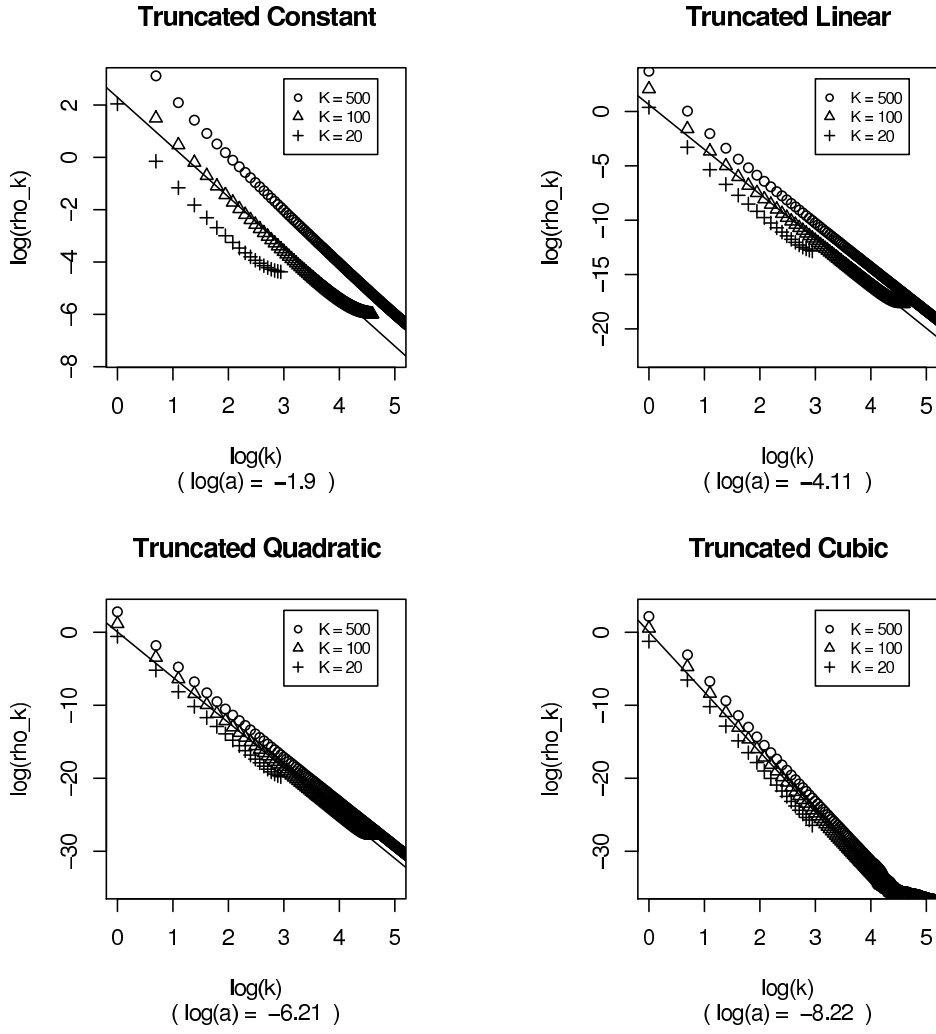 Truncated Constant
log(rho_k)
2
0
−2
−4
−6
−8
K = 500
K = 100
K = 20
0 1 2 3 4 5
log(k)
( log(a) = −1.9 )
Truncated Linear
log(rho_k)
0
−5
−10
−15
−20
K = 500
K = 100
K = 20
0 1 2 3 4 5
log(k)
( log(a) = −4.11 )
Truncated Quadratic
log(rho_k)
0
−10
−20
−30
K = 500
K = 100
K = 20
0 1 2 3 4 5
log(k)
( log(a) = −6.21 )
Truncated Cubic
log(rho_k)
0
−10
−20
−30
K = 500
K = 100
K = 20
0 1 2 3 4 5
log(k)
( log(a) = −8.22 )